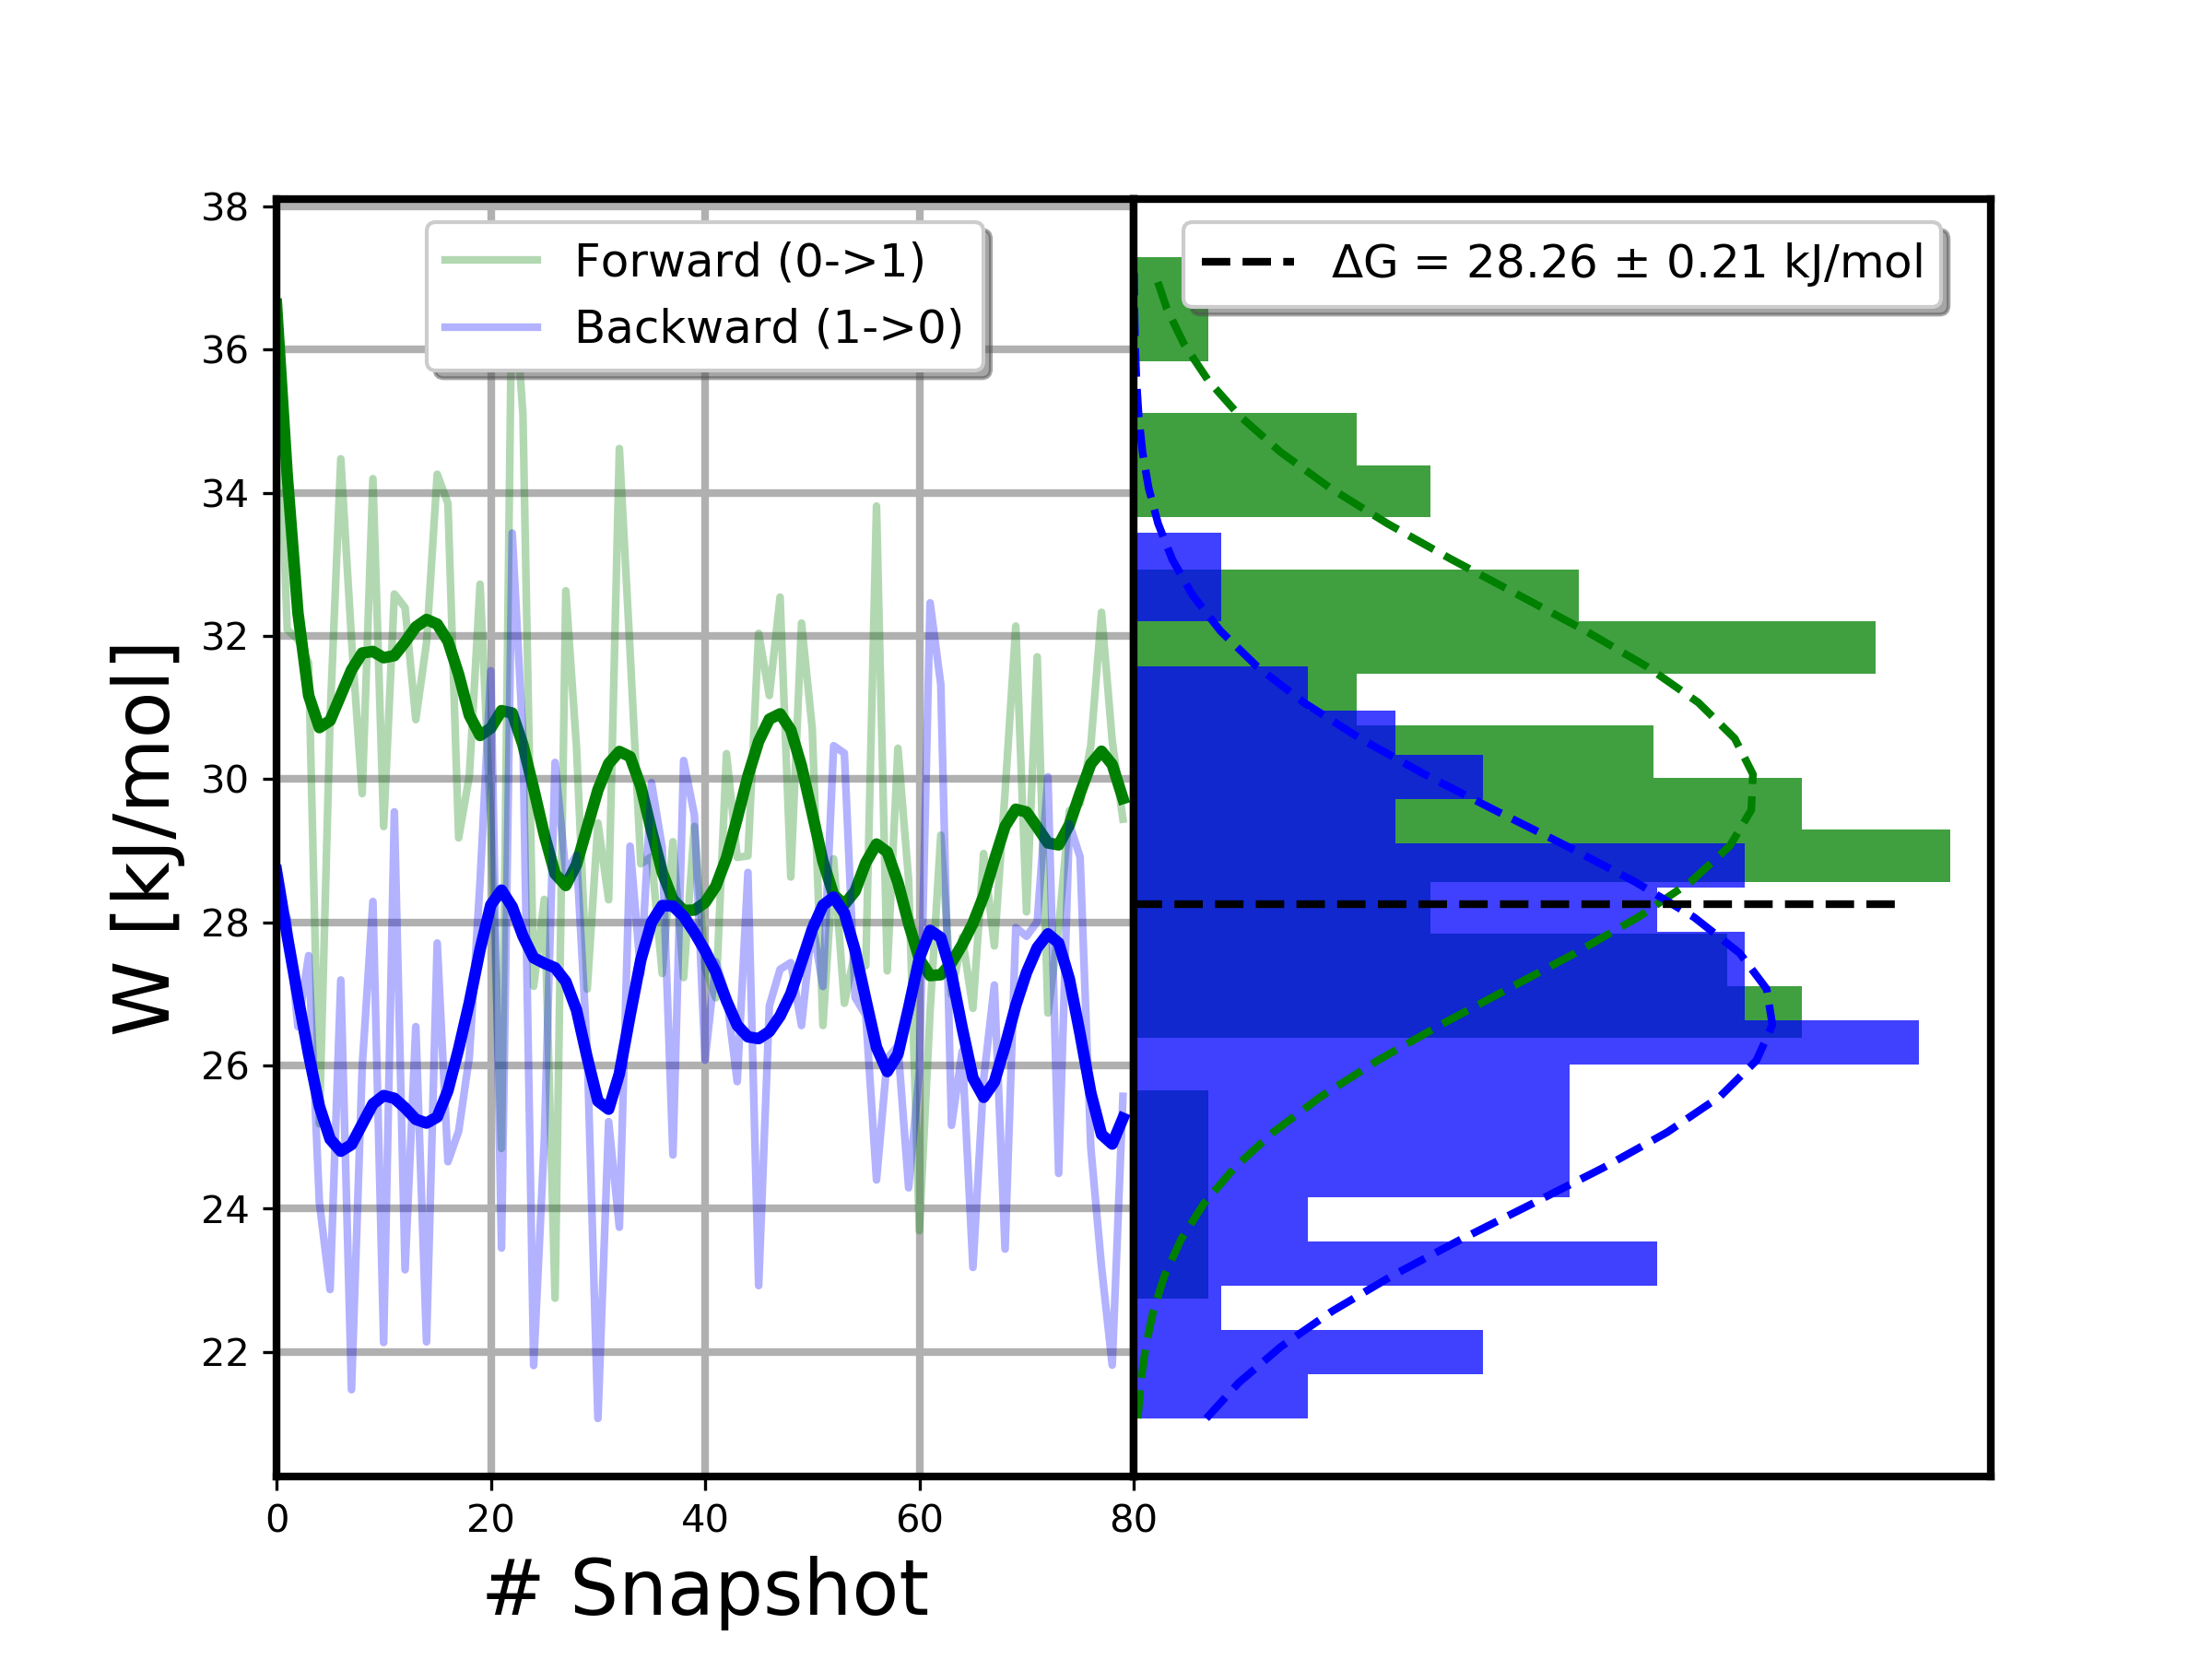 38
36
34
32
30
28
26
24
22
W [kJ/mol]
Forward (0->1)
Backward (1->0)
ΔG = 28.26 ± 0.21 kJ/mol
0 20 40 60 80
# Snapshot